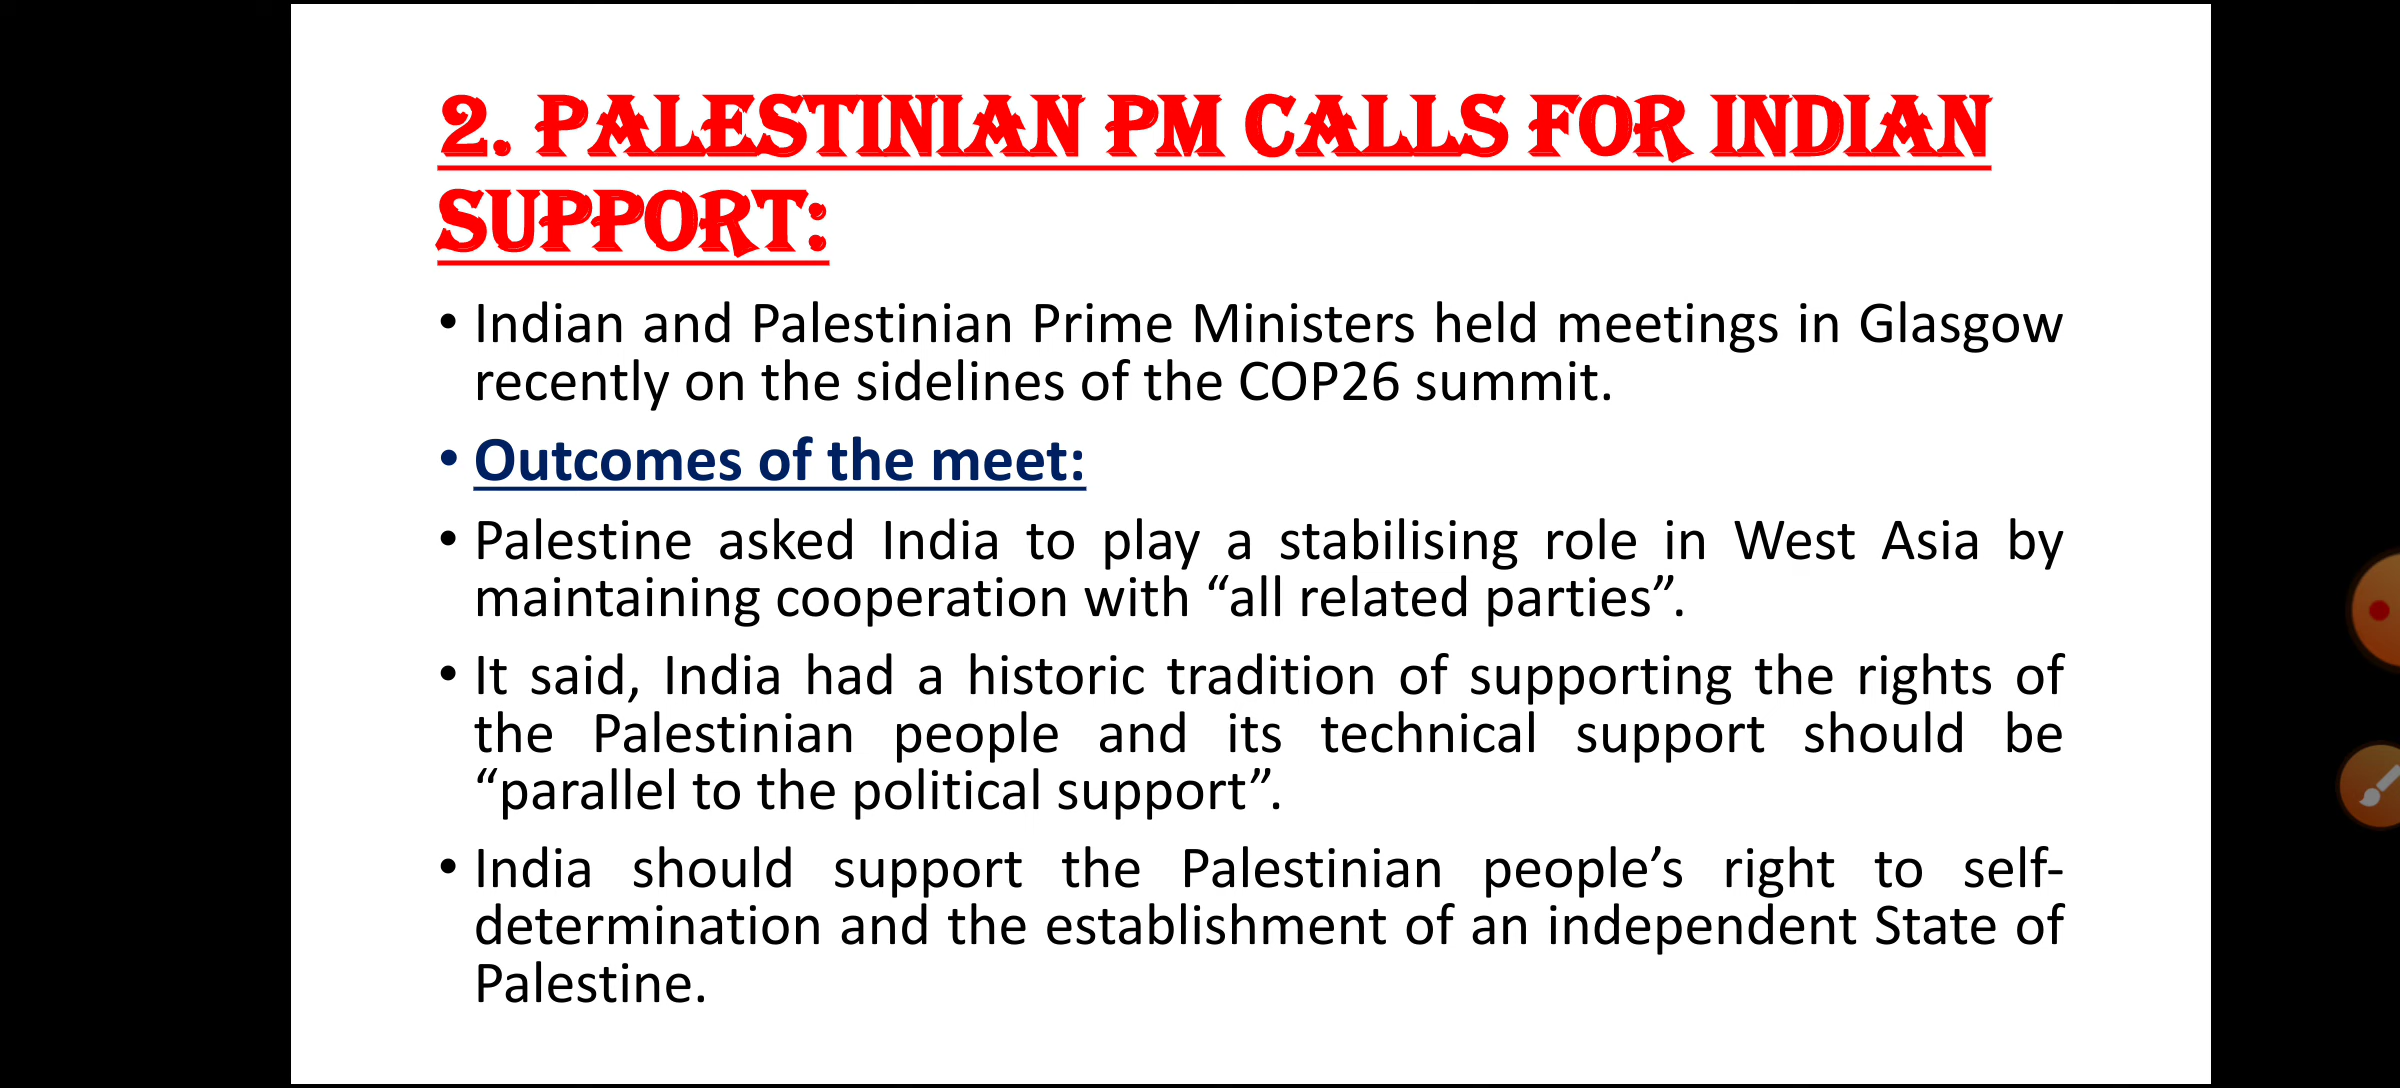 2. PALESTINIAN PM CALLS FOR INDIAN
SUPPORT:
• Indian and Palestinian Prime Ministers held meetings in Glasgow
recently on the sidelines of the COP26 summit.
• Outcomes of the meet:
• Palestine asked India to play a stabilising role in West Asia by
maintaining cooperation with “all related parties”.
• It said, India had a historic tradition of supporting the rights of
the Palestinian people and its technical support should be
“parallel to the political support”.
• India should support the Palestinian people’s right to self-
determination and the establishment of an independent State of
Palestine.